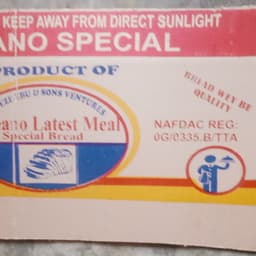 KEEP AWAY FROM DIRECT SUNLIGHT
ANO SPECIAL
PRODUCT OF
& SONS VENTURES
ano Latest Meal
Special Bread
BREAD WEY BE
QUALITY
NAFDAC REG:
0G/0335.B/TTA